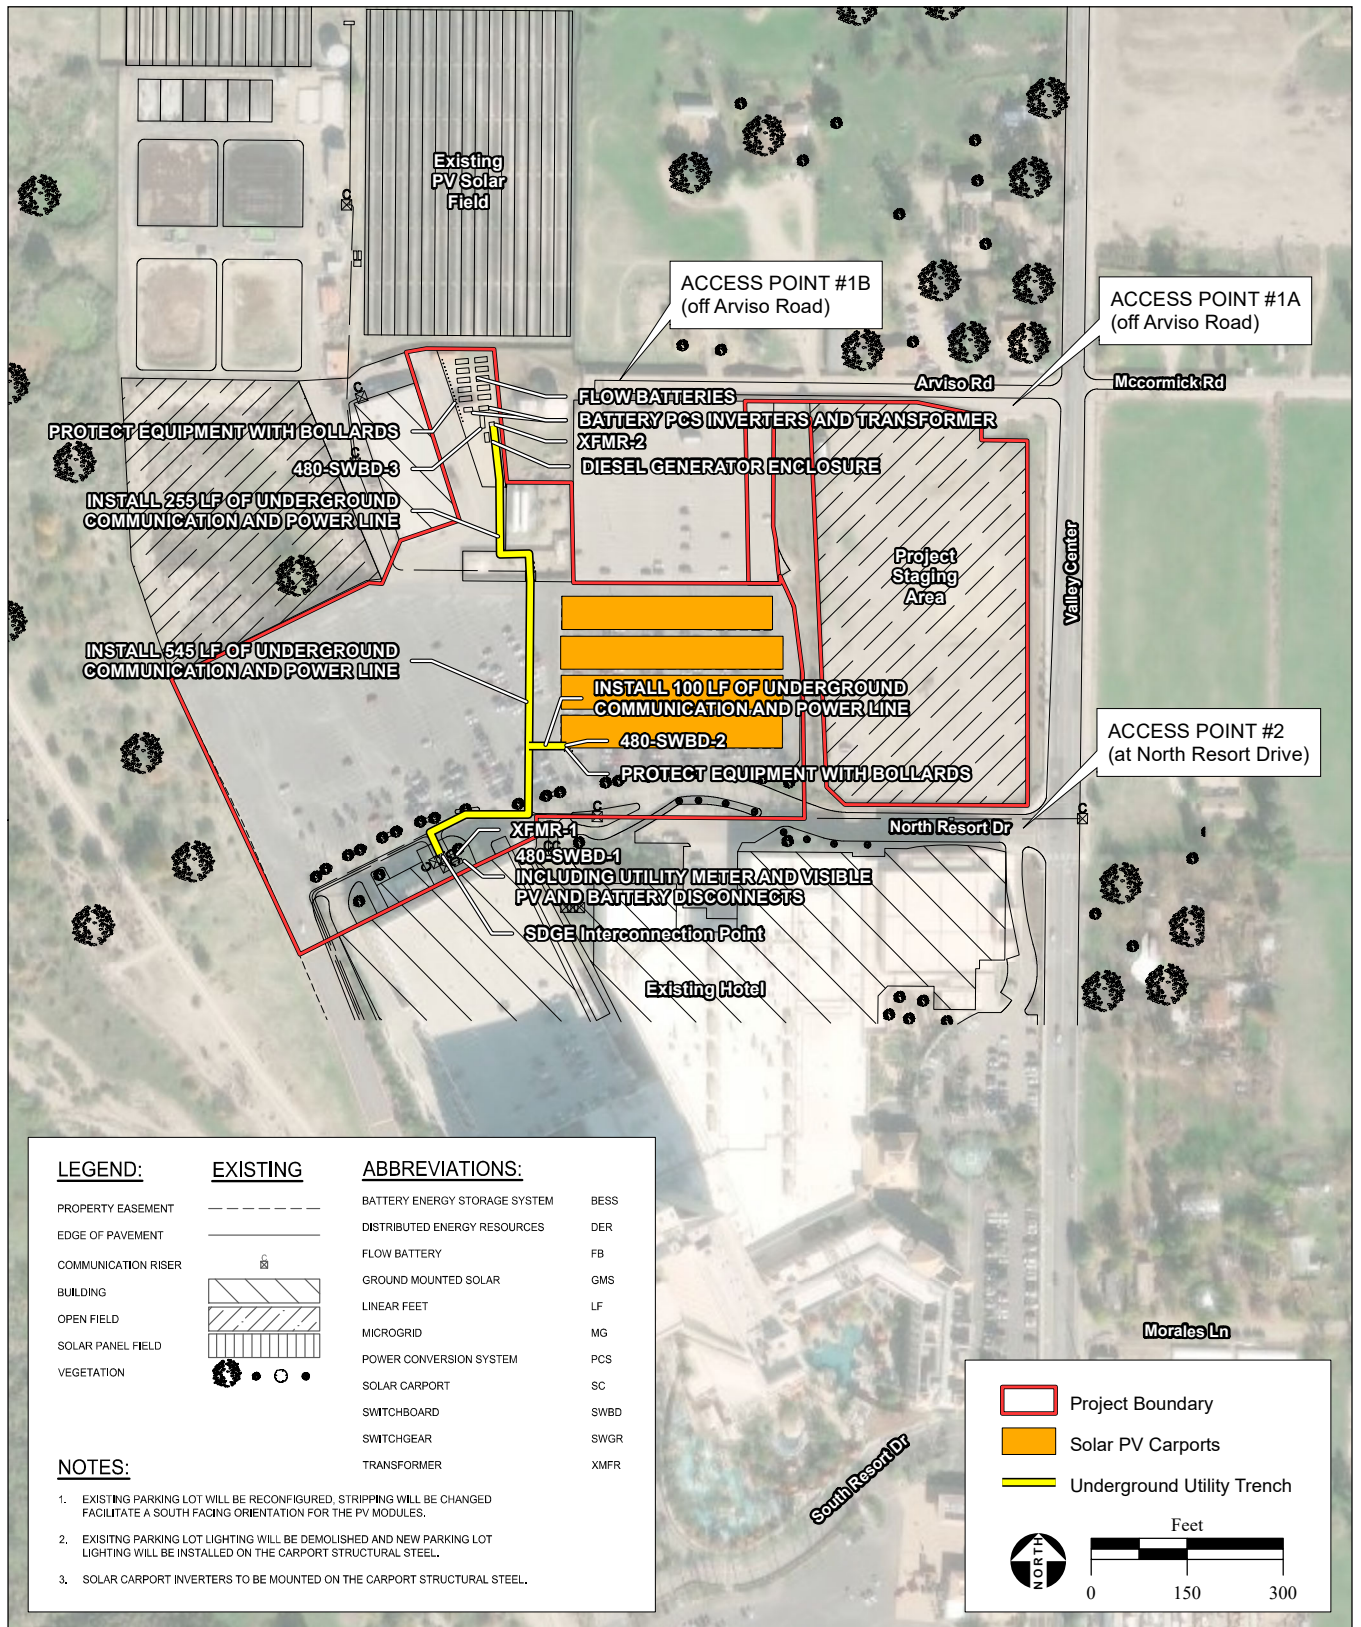 Existing
PV Solar
Field
ACCESS POINT #1B
(off Arviso Road)
ACCESS POINT #1A
(off Arviso Road)
Arviso Rd
Mccormick Rd
FLOW BATTERIES
BATTERY PCS INVERTERS AND TRANSFORMER
XFMR-2
DIESEL GENERATOR ENCLOSURE
PROTECT EQUIPMENT WITH BOLLARDS
480-SWBD-3
INSTALL 255 LF OF UNDERGROUND
COMMUNICATION AND POWER LINE
Project
Staging
Area
Valley Center
INSTALL 545 LF OF UNDERGROUND
COMMUNICATION AND POWER LINE
INSTALL 100 LF OF UNDERGROUND
COMMUNICATION AND POWER LINE
480-SWBD-2
PROTECT EQUIPMENT WITH BOLLARDS
ACCESS POINT #2
(at North Resort Drive)
North Resort Dr
XFMR-1
480-SWBD-1
INCLUDING UTILITY METER AND VISIBLE
PV AND BATTERY DISCONNECTS
SDGE Interconnection Point
Existing Hotel
Morales Ln
South Resort Dr
C
C
C
C
C
C
C
C
LEGEND:
EXISTING
PROPERTY EASEMENT
EDGE OF PAVEMENT
COMMUNICATION RISER
C
BUILDING
OPEN FIELD
SOLAR PANEL FIELD
VEGETATION
ABBREVIATIONS:
BATTERY ENERGY STORAGE SYSTEM BESS
DISTRIBUTED ENERGY RESOURCES DER
FLOW BATTERY FB
GROUND MOUNTED SOLAR GMS
LINEAR FEET LF
MICROGRID MG
POWER CONVERSION SYSTEM PCS
SOLAR CARPORT SC
SWITCHBOARD SWBD
SWITCHGEAR SWGR
TRANSFORMER XMFR
NOTES:
1. EXISTING PARKING LOT WILL BE RECONFIGURED, STRIPPING WILL BE CHANGED
FACILITATE A SOUTH FACING ORIENTATION FOR THE PV MODULES.
2. EXISITNG PARKING LOT LIGHTING WILL BE DEMOLISHED AND NEW PARKING LOT
LIGHTING WILL BE INSTALLED ON THE CARPORT STRUCTURAL STEEL.
3. SOLAR CARPORT INVERTERS TO BE MOUNTED ON THE CARPORT STRUCTURAL STEEL.
Project Boundary
Solar PV Carports
Underground Utility Trench
NORTH
Feet
0 150 300